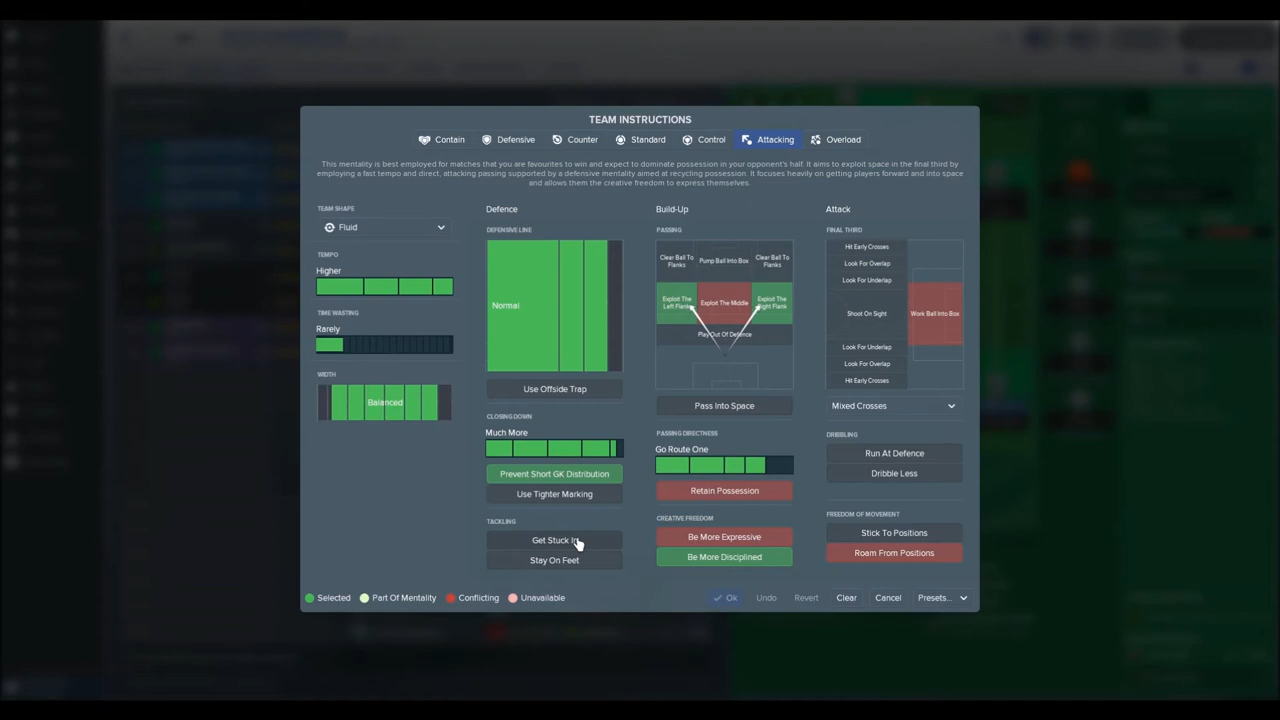 TEAM INSTRUCTIONS
Contain
Defensive
Counter
Standard
Control
Attacking
Overload
This mentality is best employed for matches that you are favourites to win and expect to dominate possession in your opponent's half. It aims to exploit space in the final third by
employing a fast tempo and direct, attacking passing supported by a defensive mentality aimed at recycling possession. It focuses heavily on getting players forward and into space
and allows them the creative freedom to express themselves.
TEAM SHAPE
Fluid
TEMPO
Higher
TIME WASTING
Rarely
WIDTH
Balanced
Defence
DEFENSIVE LINE
Normal
Use Offside Trap
CLOSING DOWN
Much More
Prevent Short GK Distribution
Use Tighter Marking
TACKLING
Get Stuck In
Stay On Feet
Build-Up
PASSING
Clear Ball To
Flanks
Pump Ball Into Box
Clear Ball To
Flanks
Exploit The
Left Flank
Exploit The Middle
Exploit The
Right Flank
Play Out Of Defence
Pass Into Space
PASSING DIRECTNESS
Go Route One
Retain Possession
CREATIVE FREEDOM
Be More Expressive
Be More Disciplined
Attack
FINAL THIRD
Hit Early Crosses
Look For Overlap
Look For Underlap
Shoot On Sight
Work Ball Into Box
Look For Underlap
Look For Overlap
Hit Early Crosses
Mixed Crosses
DRIBBLING
Run At Defence
Dribble Less
FREEDOM OF MOVEMENT
Stick To Positions
Roam From Positions
Selected
Part Of Mentality
Conflicting
Unavailable
Ok
Undo
Revert
Clear
Cancel
Presets...